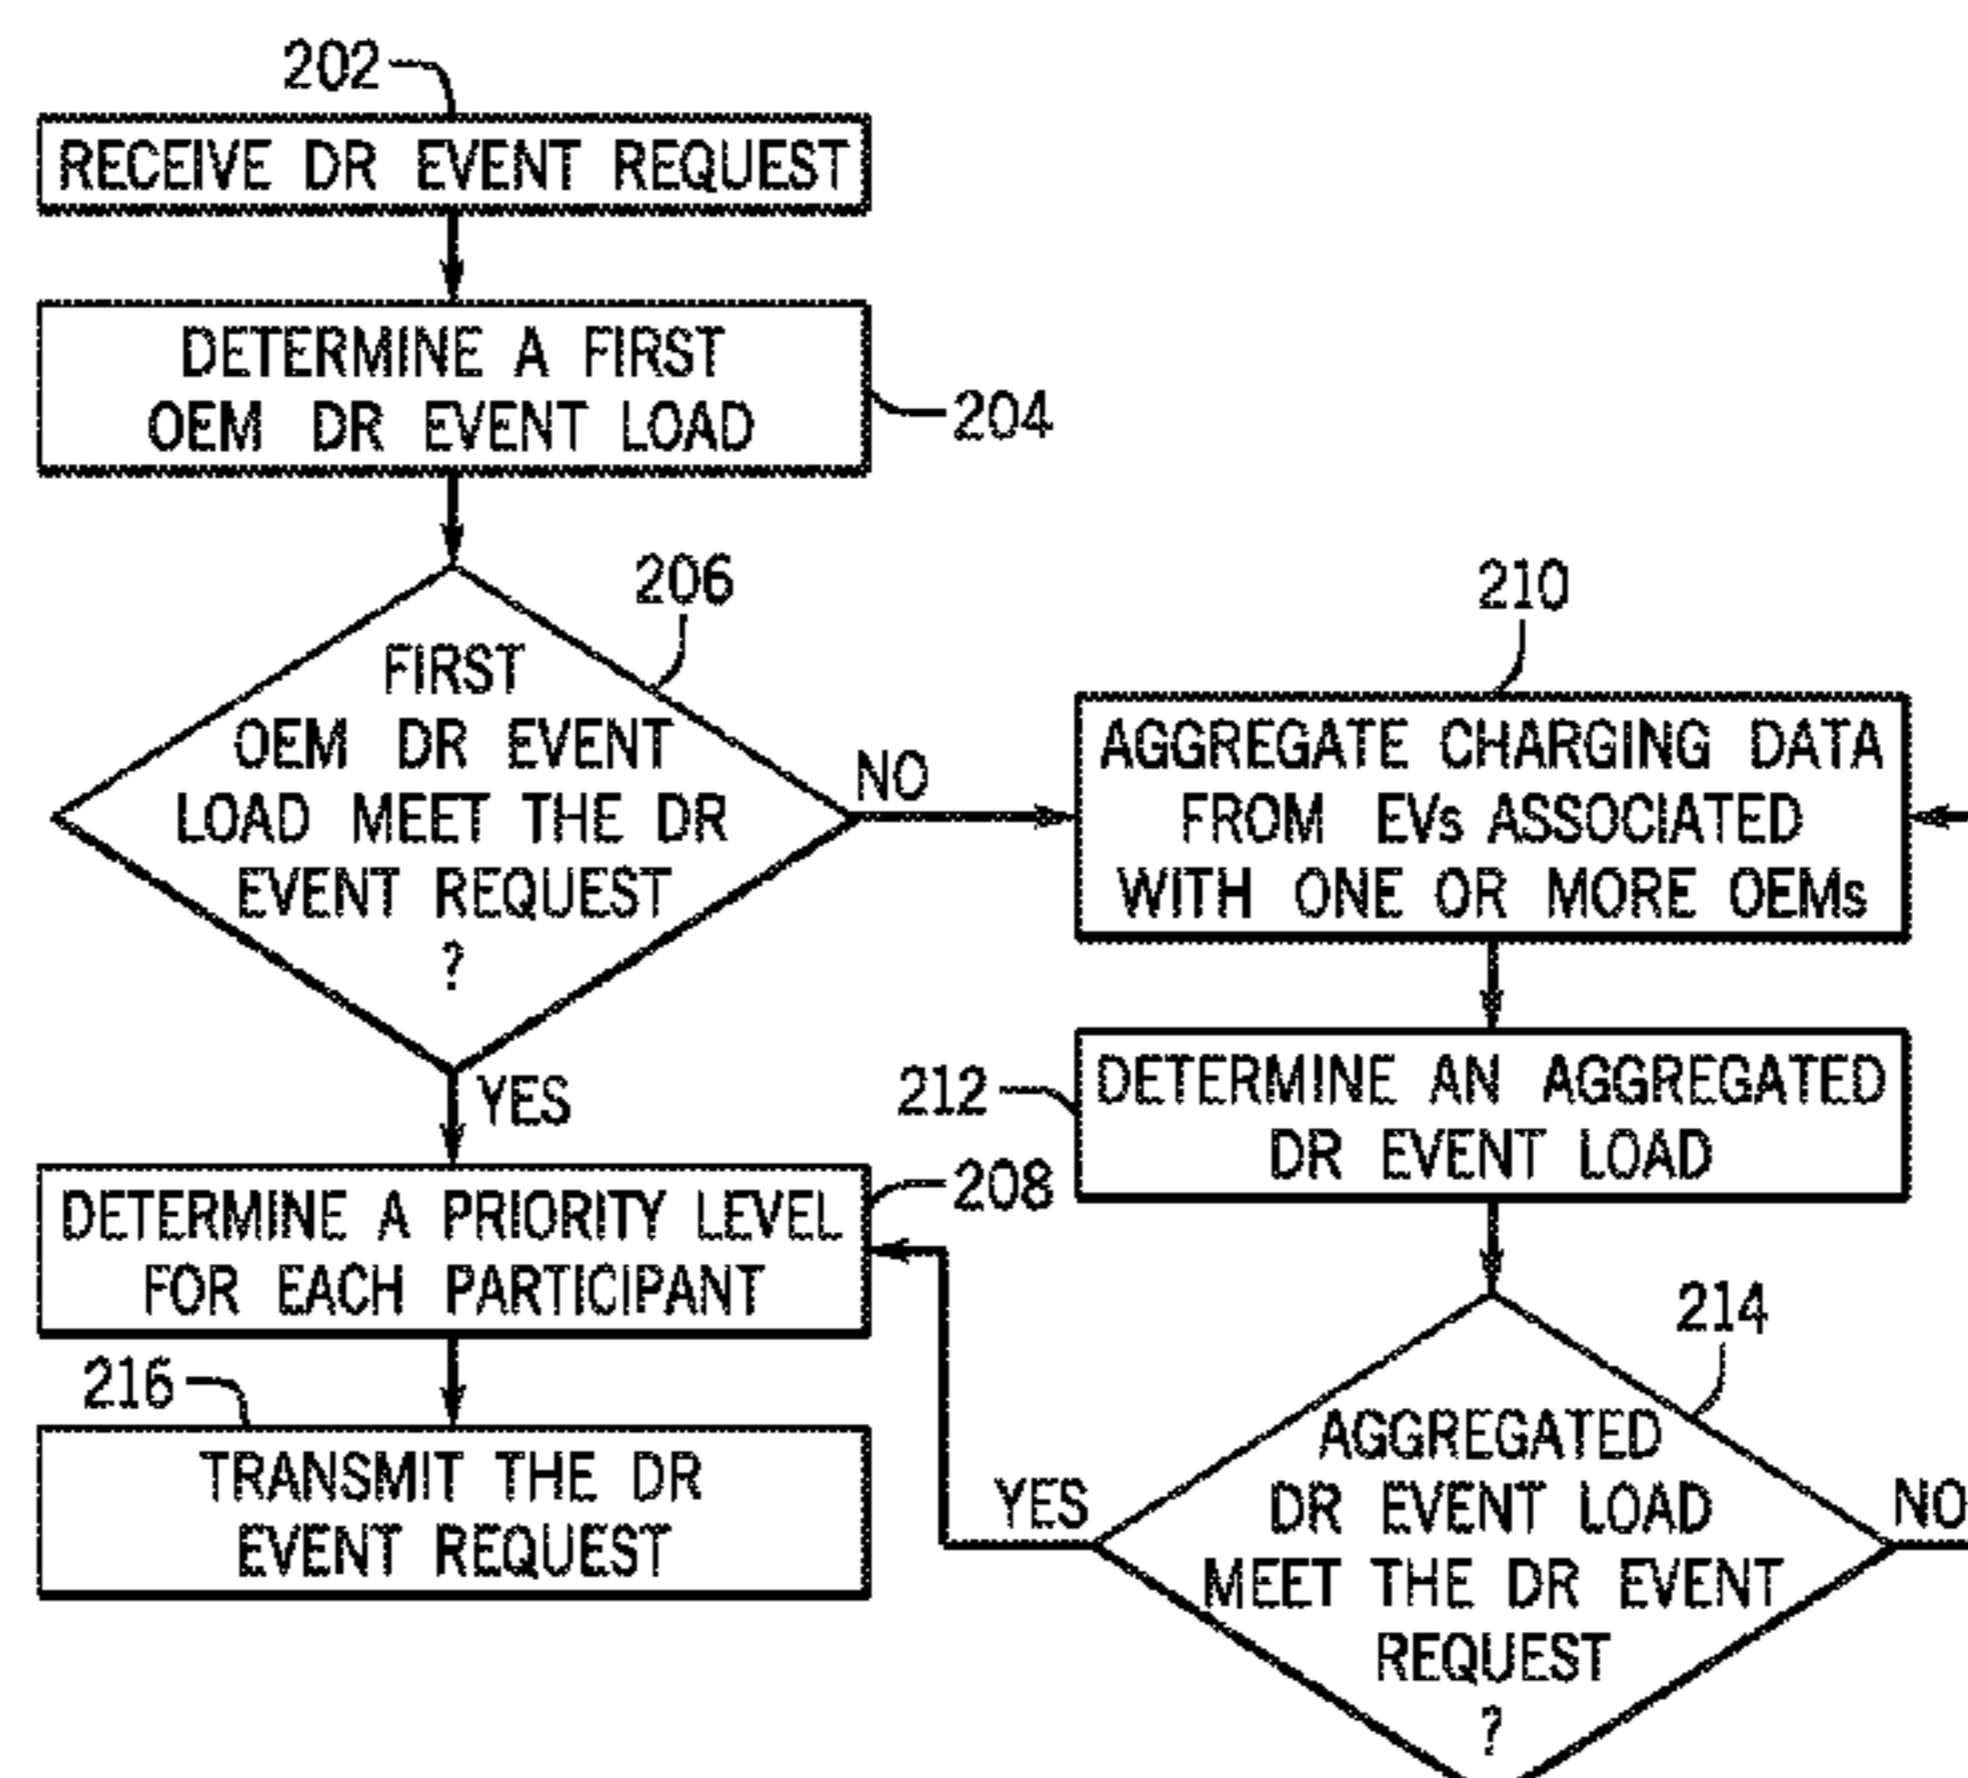 202
RECEIVE DR EVENT REQUEST
DETERMINE A FIRST
OEM DR EVENT LOAD
204
206
FIRST
OEM DR EVENT
LOAD MEET THE DR
EVENT REQUEST
?
NO
YES
210
AGGREGATE CHARGING DATA
FROM EVs ASSOCIATED
WITH ONE OR MORE OEMs
212
DETERMINE AN AGGREGATED
DR EVENT LOAD
208
DETERMINE A PRIORITY LEVEL
FOR EACH PARTICIPANT
214
AGGREGATED
DR EVENT LOAD
MEET THE DR EVENT
REQUEST
?
YES
NO
216
TRANSMIT THE DR
EVENT REQUEST